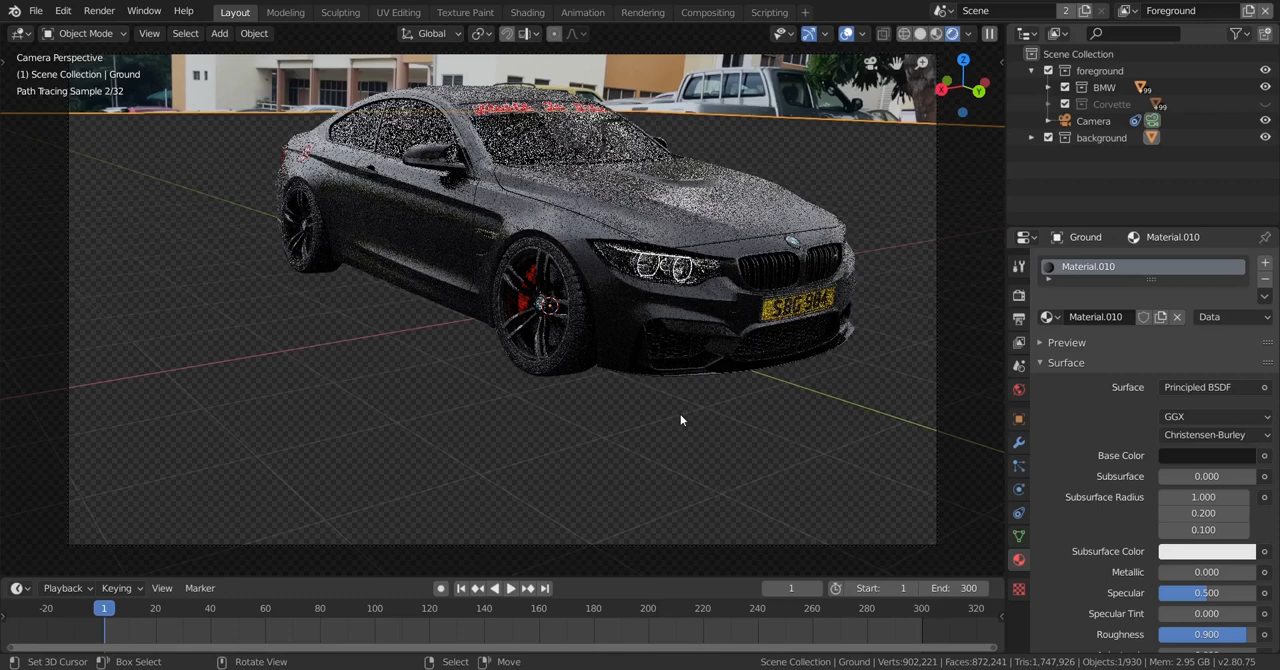 File Edit Render Window Help Layout Modeling Sculpting UV Editing Texture Paint Shading Animation Rendering Compositing Scripting + Scene 2 Foreground
Object Mode View Select Add Object Global
Camera Perspective
(1) Scene Collection | Ground
Path Tracing Sample 2/32
Z
X
Y
SBG 984
Scene Collection
foreground
BMW 99
Corvette +99
Camera
background
Ground Material.010
Material.010
Material.010 Data
Preview
Surface
Surface Principled BSDF
GGX
Christensen-Burley
Base Color
Subsurface 0.000
Subsurface Radius 1.000
0.200
0.100
Subsurface Color
Metallic 0.000
Specular 0.500
Specular Tint 0.000
Roughness 0.900
Playback Keying View Marker 1 Start: 1 End: 300
-20 1 20 40 60 80 100 120 140 160 180 200 220 240 260 280 300 320
Set 3D Cursor Box Select Rotate View Select Move Scene Collection | Ground | Verts:902,221 | Faces:872,241 | Tris:1,747,926 | Objects:1/930 | Mem: 2.95 GB | v2.80.75